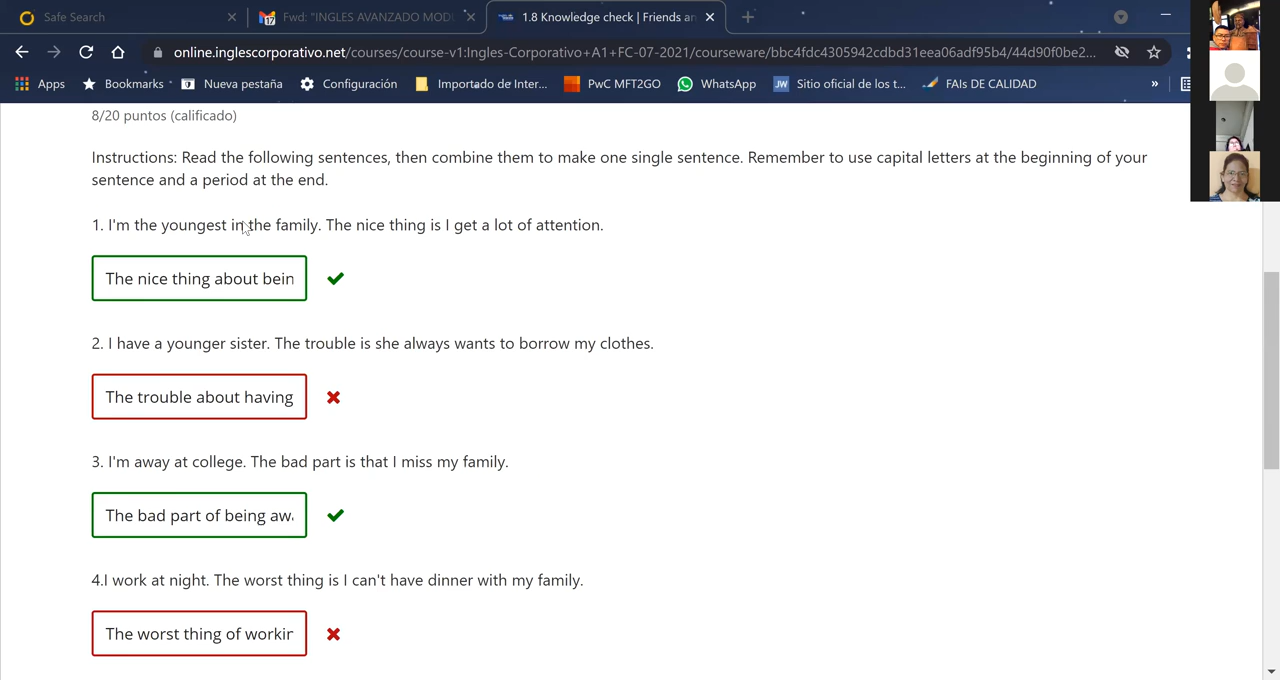 Safe Search
Fwd: "INGLES AVANZADO MODU
1.8 Knowledge check | Friends an
online.inglescorporativo.net/courses/course-v1:Ingles-Corporativo+A1+FC-07-2021/courseware/bbc4fdc4305942cdbd31eea06adf95b4/44d90f0be2...
Apps
Bookmarks
Nueva pestaña
Configuración
Importado de Inter...
PwC MFT2GO
WhatsApp
Sitio oficial de los t...
FAIs DE CALIDAD
8/20 puntos (calificado)
Instructions: Read the following sentences, then combine them to make one single sentence. Remember to use capital letters at the beginning of your
sentence and a period at the end.
1. I'm the youngest in the family. The nice thing is I get a lot of attention.
The nice thing about bein
2. I have a younger sister. The trouble is she always wants to borrow my clothes.
The trouble about having
3. I'm away at college. The bad part is that I miss my family.
The bad part of being aw
4.I work at night. The worst thing is I can't have dinner with my family.
The worst thing of workin